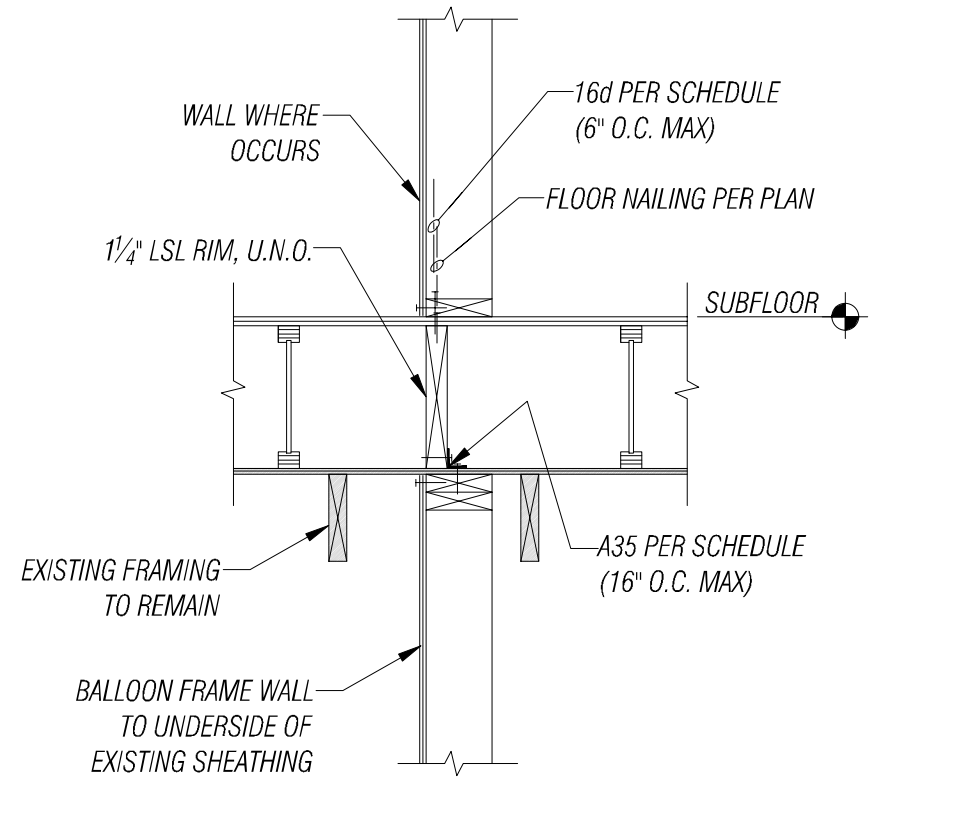 16d PER SCHEDULE
(6" O.C. MAX)
WALL WHERE
OCCURS
FLOOR NAILING PER PLAN
1¼" LSL RIM, U.N.O.
SUBFLOOR
A35 PER SCHEDULE
(16" O.C. MAX)
EXISTING FRAMING
TO REMAIN
BALLOON FRAME WALL
TO UNDERSIDE OF
EXISTING SHEATHING